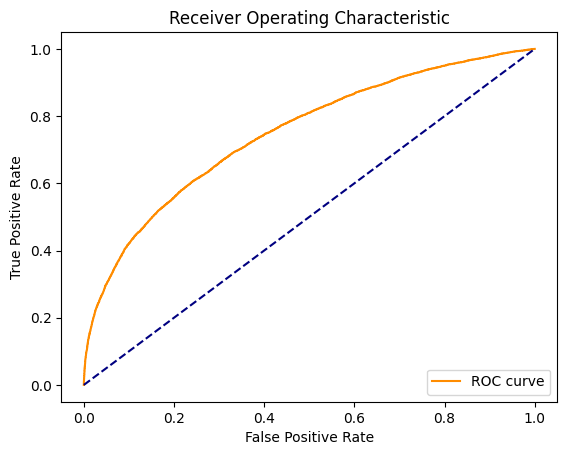 Receiver Operating Characteristic
True Positive Rate
1.0
0.8
0.6
0.4
0.2
0.0
ROC curve
0.0 0.2 0.4 0.6 0.8 1.0
False Positive Rate